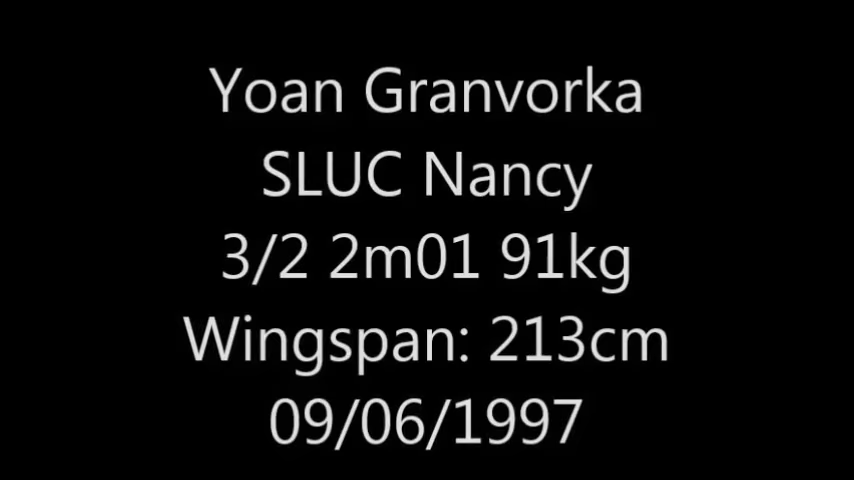 Yoan Granvorka
SLUC Nancy
3/2 2m01 91kg
Wingspan: 213cm
09/06/1997